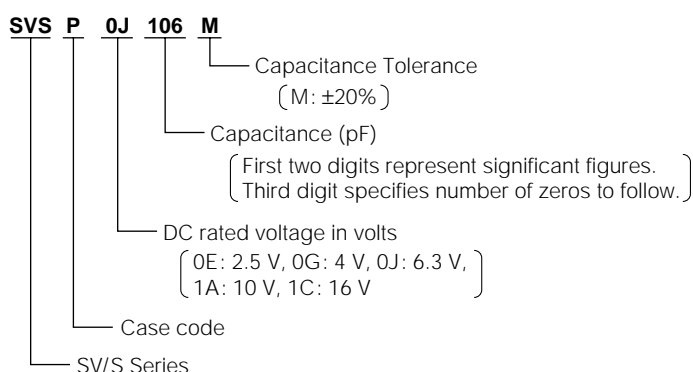 SVS P 0J 106 M
Capacitance Tolerance
(M: ±20%)
Capacitance (pF)
First two digits represent significant figures.
Third digit specifies number of zeros to follow.
DC rated voltage in volts
0E: 2.5 V, 0G: 4 V, 0J: 6.3 V,
1A: 10 V, 1C: 16 V
Case code
SV/S Series